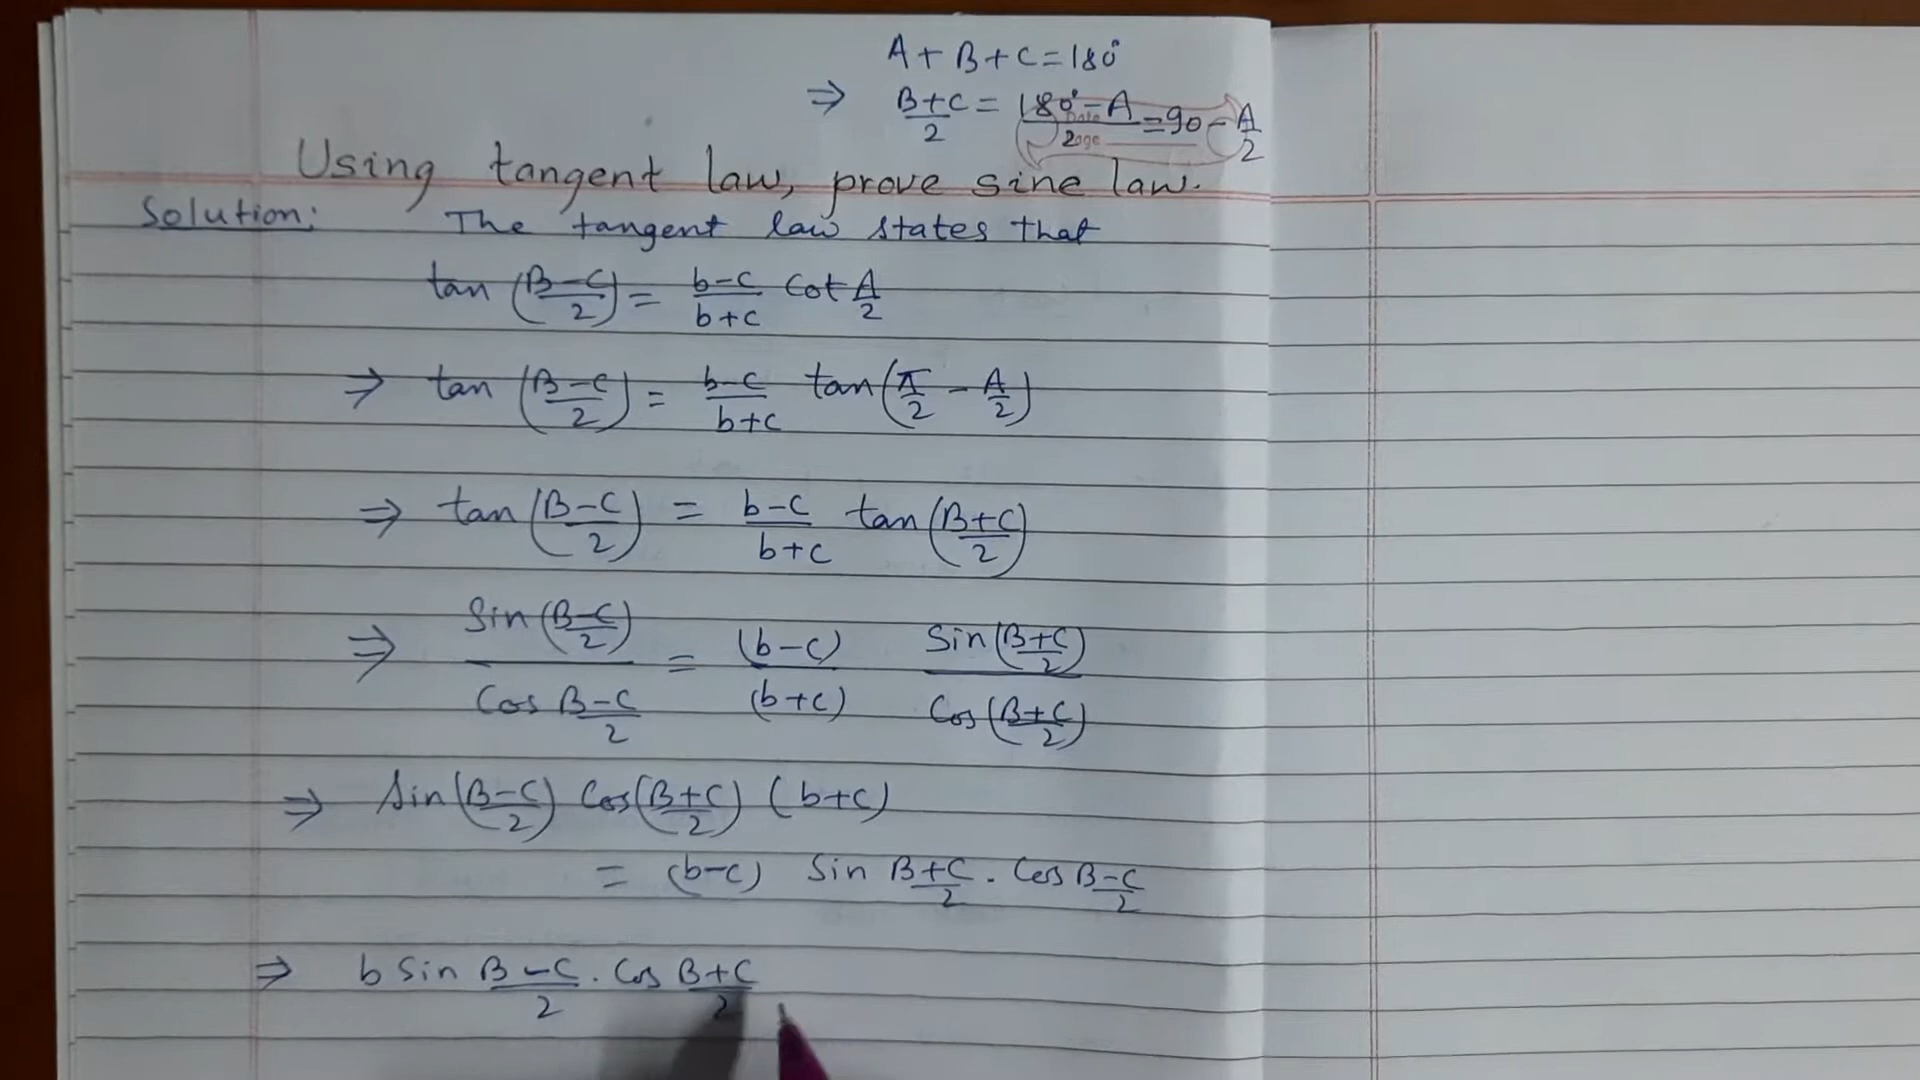 A + B + C = 180°
⇒ (B+C)/2 = (180° - A)/2 = 90 - A/2
Using tangent law, prove sine law.
Solution: The tangent law states that
tan ((B-C)/2) = (b-c)/(b+c) Cot A/2
⇒ tan ((B-C)/2) = (b-c)/(b+c) tan (π/2 - A/2)
⇒ tan ((B-C)/2) = (b-c)/(b+c) tan ((B+C)/2)
⇒ Sin ((B-C)/2) / Cos (B-C)/2 = (b-c)/(b+c) Sin ((B+C)/2) / Cos ((B+C)/2)
⇒ Sin ((B-C)/2) Cos ((B+C)/2) (b+c)
= (b-c) Sin (B+C)/2 . Cos (B-C)/2
⇒ b Sin (B-C)/2 . Cos (B+C)/2